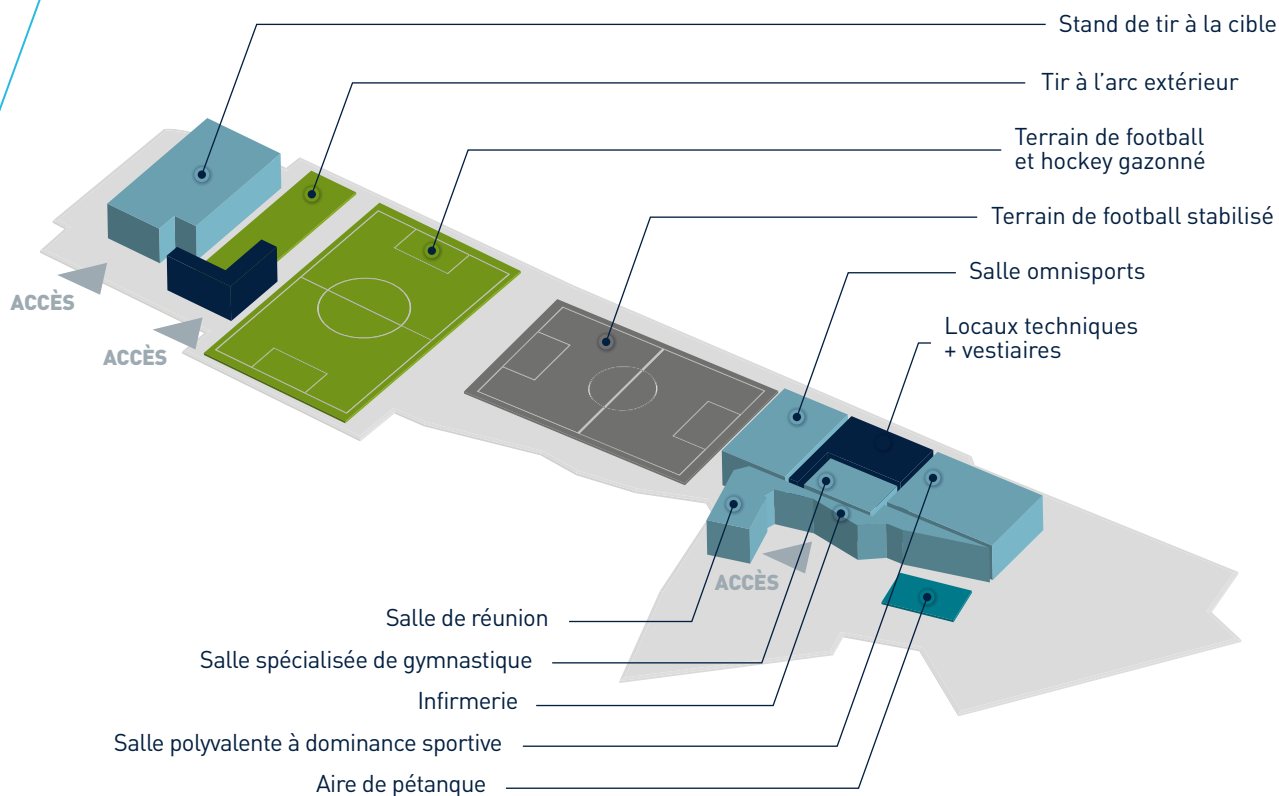 Stand de tir à la cible
Tir à l’arc extérieur
Terrain de football
et hockey gazonné
Terrain de football stabilisé
Salle omnisports
Locaux techniques
+ vestiaires
ACCÈS
ACCÈS
ACCÈS
Salle de réunion
Salle spécialisée de gymnastique
Infirmerie
Salle polyvalente à dominance sportive
Aire de pétanque